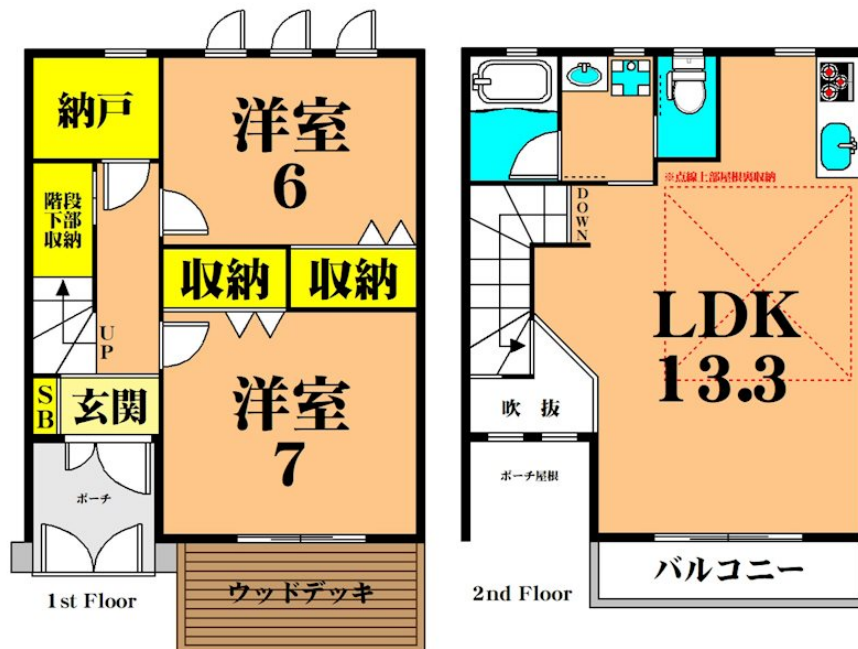 納戸
洋室
6
階段
下部
収納
収納
収納
UP
洋室
7
SB
玄関
ポーチ
ウッドデッキ
1st Floor
※点線上部屋根裏収納
DOWN
LDK
13.3
吹 抜
ポーチ屋根
バルコニー
2nd Floor